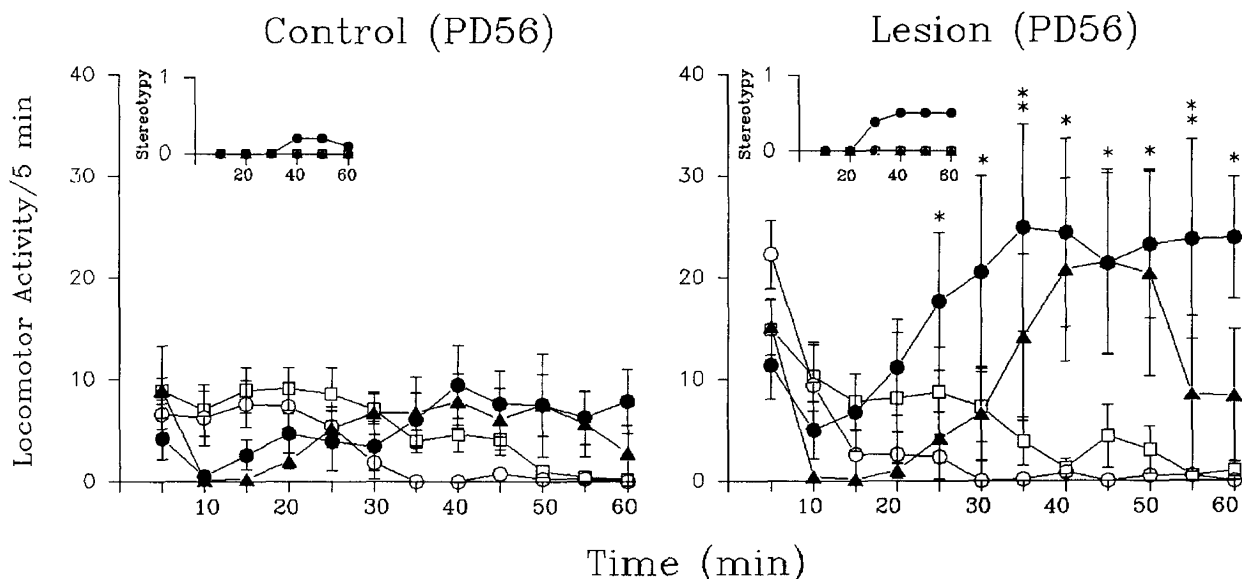 Control (PD56)
Lesion (PD56)
Locomotor Activity/5 min
40
30
20
10
0
10 20 30 40 50 60
Stereotypy
1
0
20 40 60
40
30
20
10
0
10 20 30 40 50 60
Stereotypy
1
0
20 40 60
* * * * * * * * * *
Time (min)